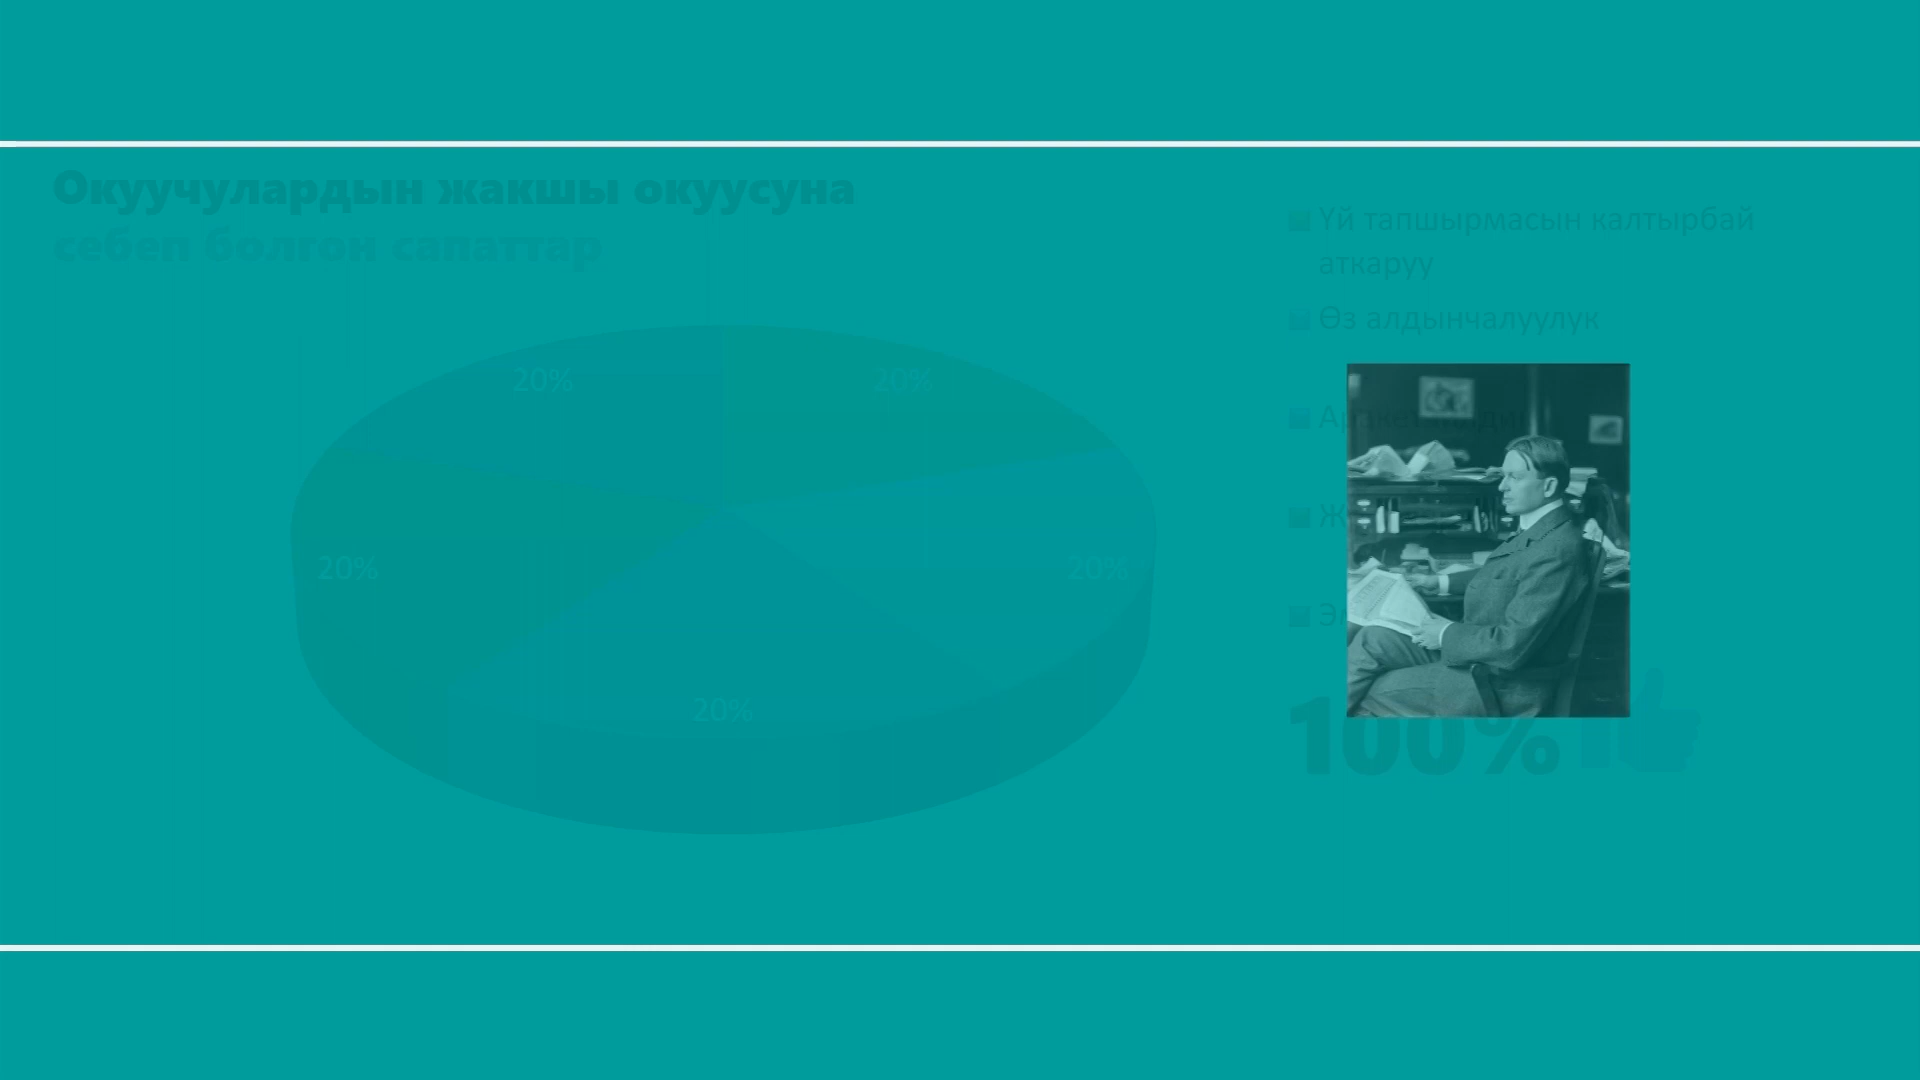 Окуучулардын жакшы окуусуна
себеп болгон сапаттар
Үй тапшырмасын калтырбай
аткаруу
Өз алдынчалуулук
20%
20%
20%
20%
20%
100%